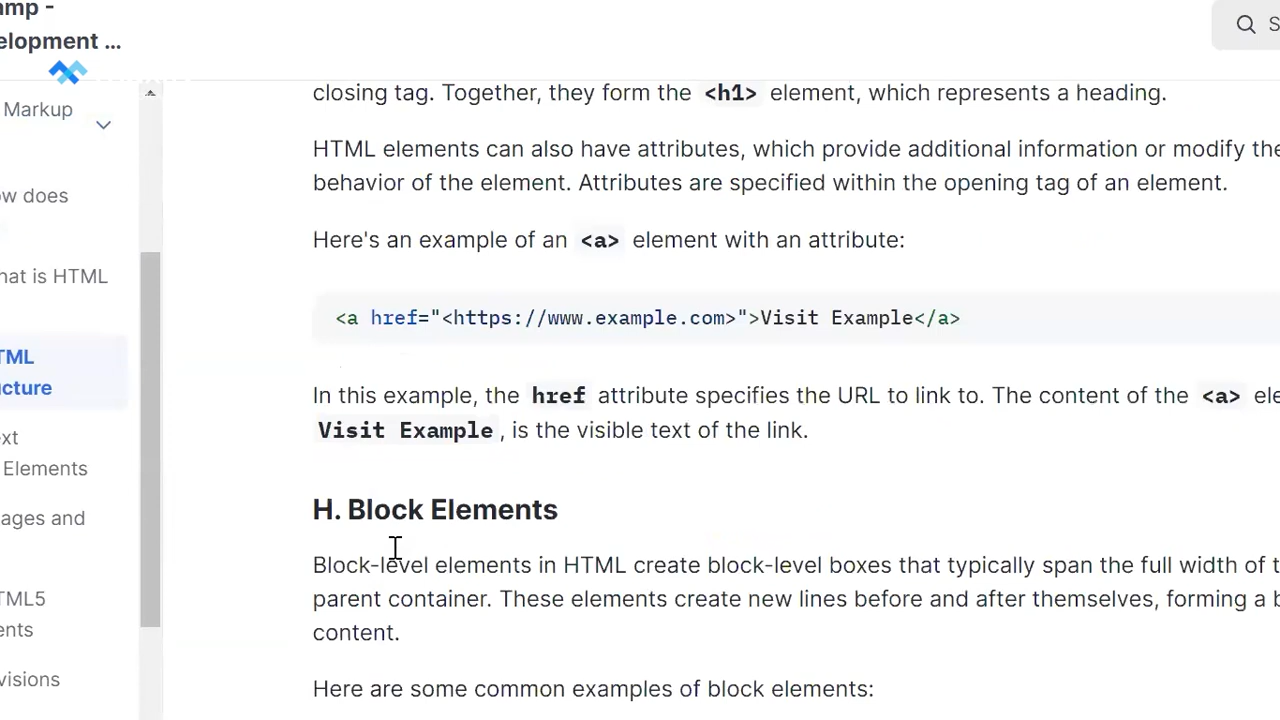 amp -
elopment ...
S
Markup
ow does
hat is HTML
TML
ucture
xt
Elements
ages and
TML5
ents
visions
closing tag. Together, they form the <h1> element, which represents a heading.
HTML elements can also have attributes, which provide additional information or modify the
behavior of the element. Attributes are specified within the opening tag of an element.
Here's an example of an <a> element with an attribute:
<a href="<https://www.example.com>">Visit Example</a>
In this example, the href attribute specifies the URL to link to. The content of the <a> ele
Visit Example, is the visible text of the link.
H. Block Elements
Block-level elements in HTML create block-level boxes that typically span the full width of t
parent container. These elements create new lines before and after themselves, forming a b
content.
Here are some common examples of block elements: